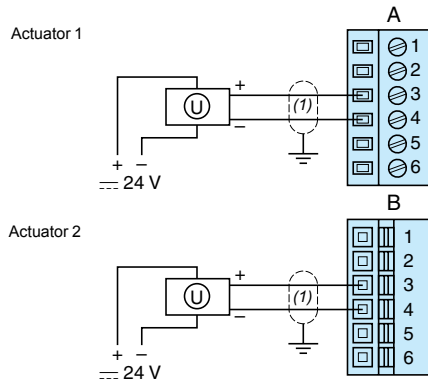 A
Actuator 1
1
2
+ 3
U (1)
– 4
5
+ – 6
24 V
B
Actuator 2
1
2
+ 3
U (1)
– 4
5
+ – 6
24 V